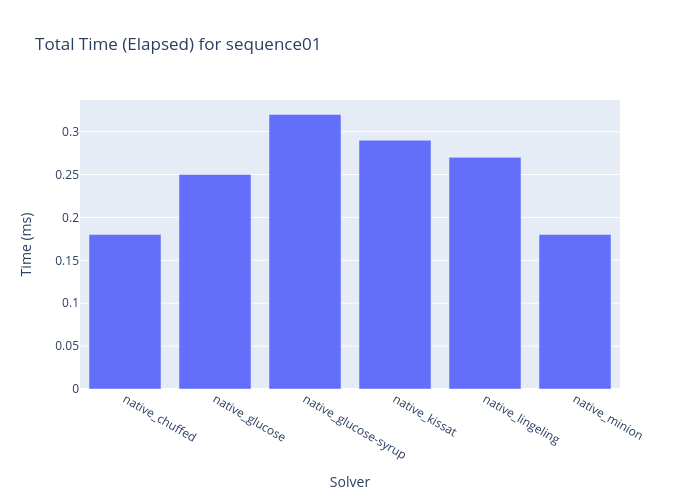 Total Time (Elapsed) for sequence01
Time (ms)
0.3
0.25
0.2
0.15
0.1
0.05
0
native_chuffed
native_glucose
native_glucose-syrup
native_kissat
native_lingeling
native_minion
Solver